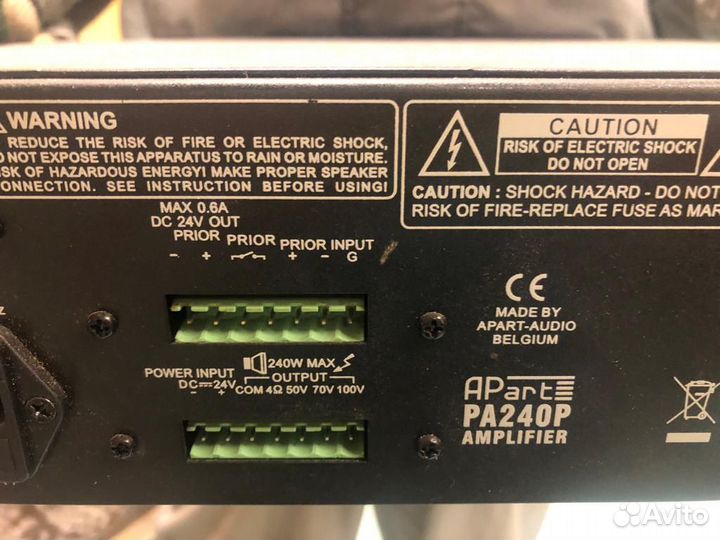 WARNING
REDUCE THE RISK OF FIRE OR ELECTRIC SHOCK,
NOT EXPOSE THIS APPARATUS TO RAIN OR MOISTURE.
OF HAZARDOUS ENERGY! MAKE PROPER SPEAKER
SEE INSTRUCTION BEFORE USING!
CAUTION
RISK OF ELECTRIC SHOCK
DO NOT OPEN
CAUTION : SHOCK HAZARD - DO NOT
RISK OF FIRE-REPLACE FUSE AS
MAX 0.6A
DC 24V OUT
PRIOR PRIOR PRIOR INPUT
- + + - G
CE
MADE BY
APART-AUDIO
BELGIUM
240W MAX
POWER INPUT OUTPUT
DC 24V COM 4Ω 50V 70V 100V
- +
APart
PA240P
AMPLIFIER
Avito